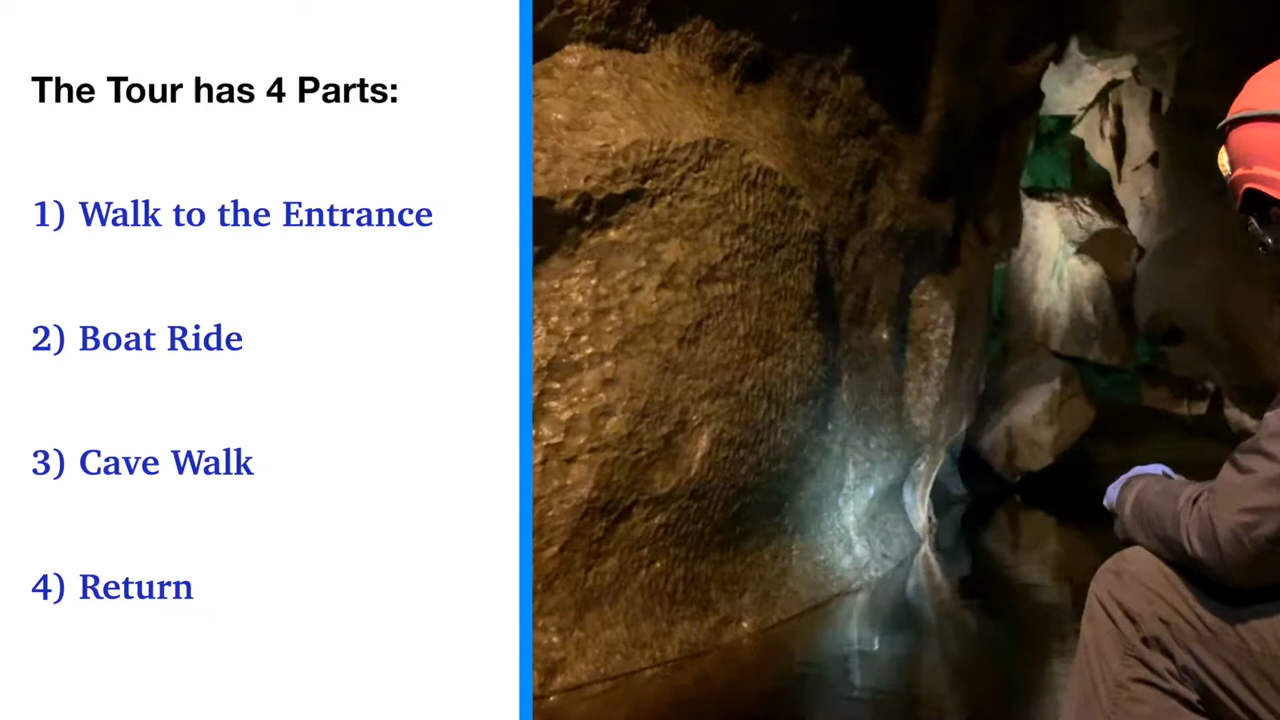 The Tour has 4 Parts:
1) Walk to the Entrance
2) Boat Ride
3) Cave Walk
4) Return